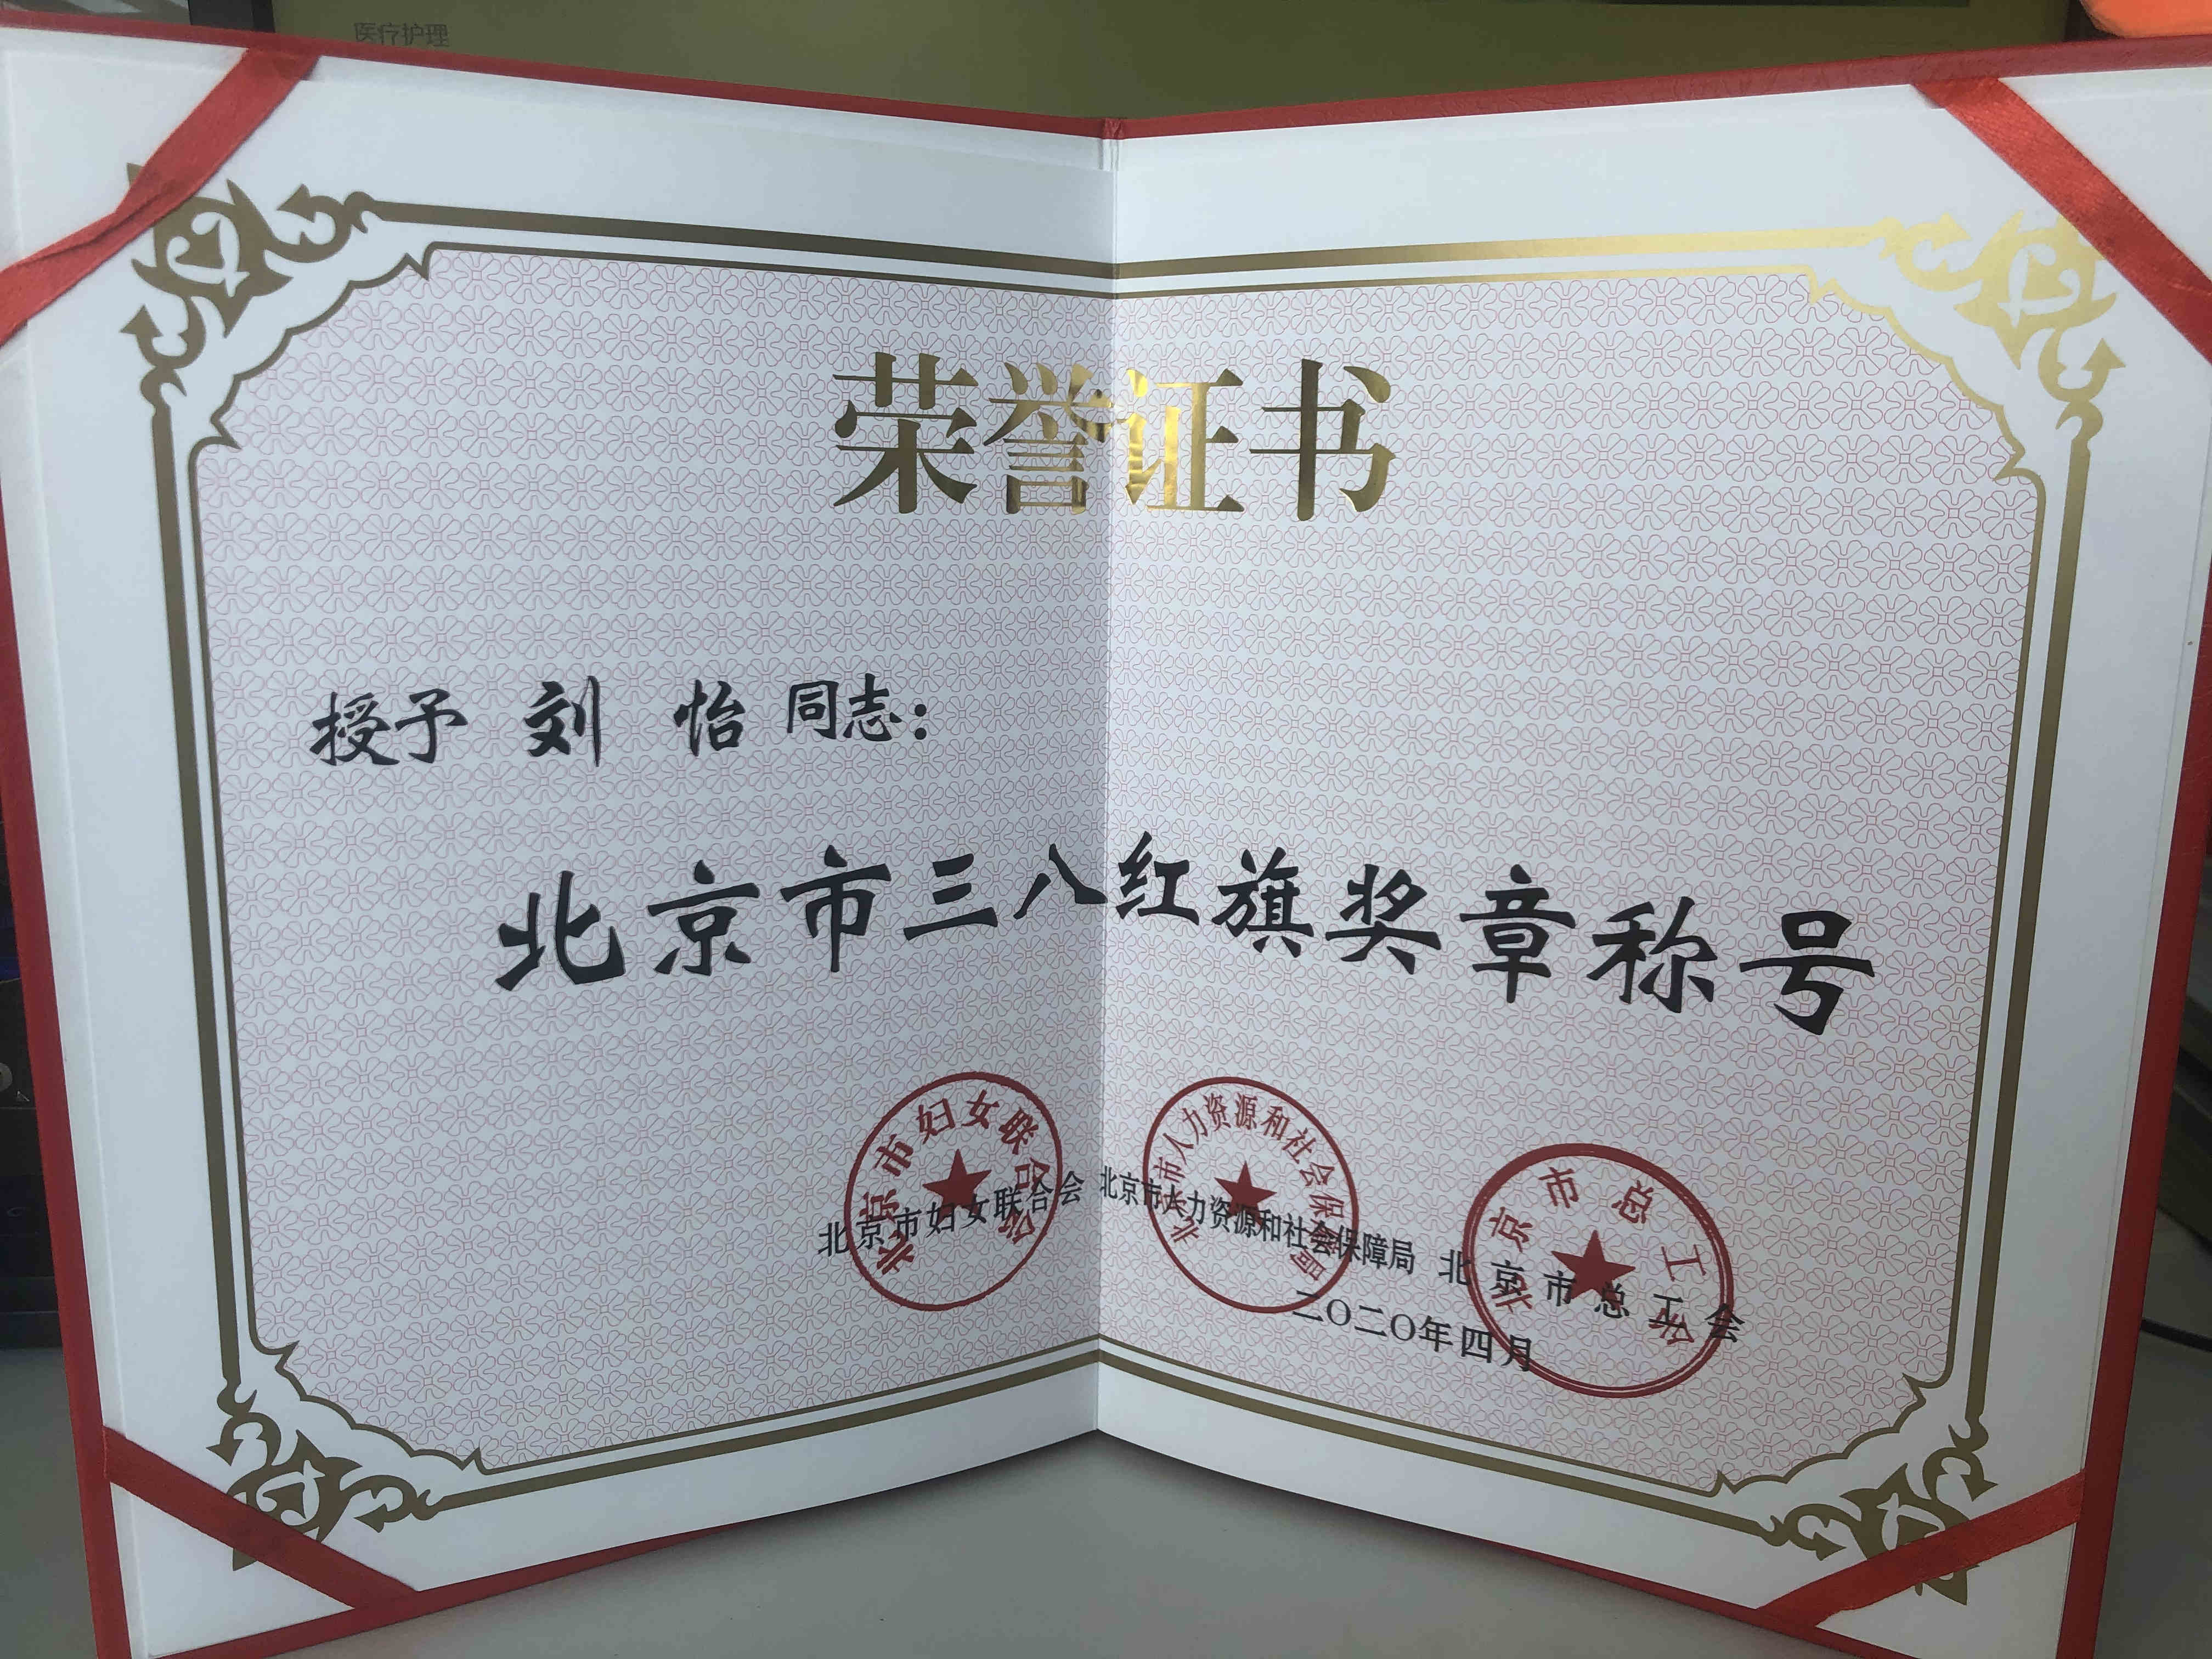 医疗护理
荣誉证书
授予 刘 怡 同志：
北京市三八红旗奖章称号
北京市妇女联合会
北京市妇女联合会 北京市人力资源和社会保障局 北京市总工会
北京市人力资源和社会保障局
北京市总工会
二〇二〇年四月